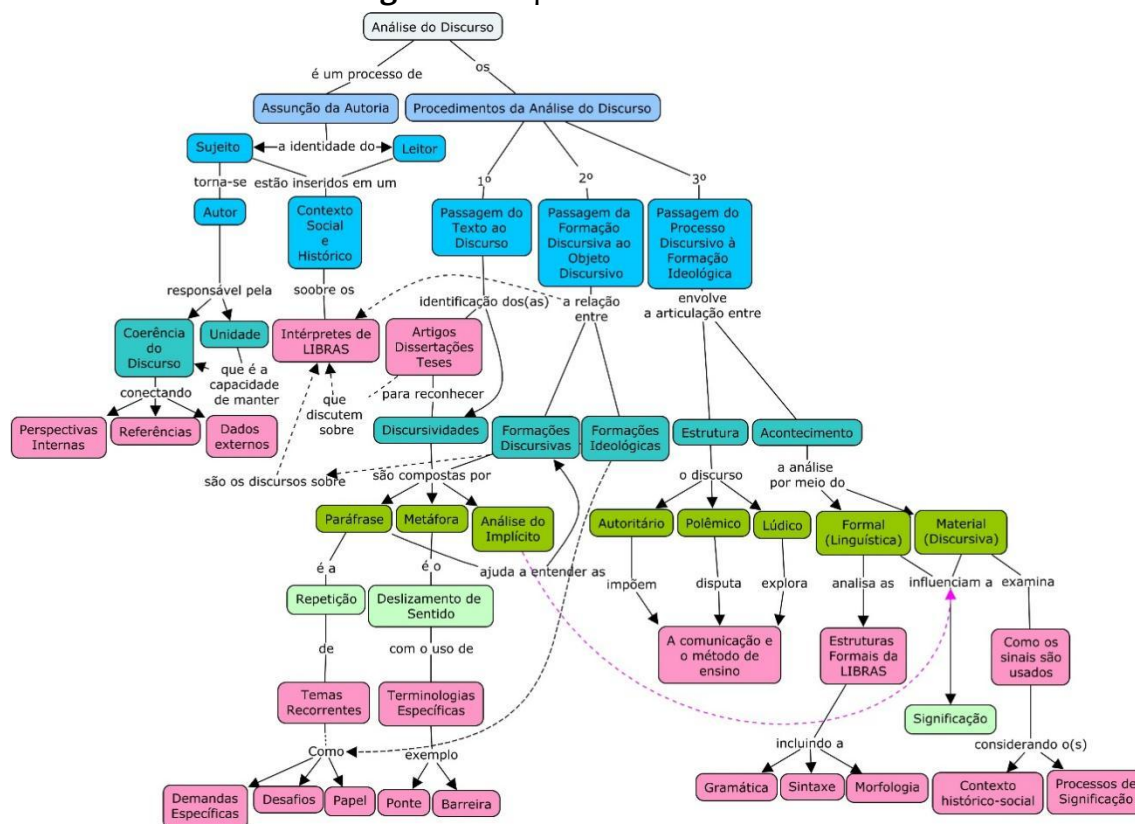 Análise do Discurso
é um processo de
os
Assunção da Autoria
Procedimentos da Análise do Discurso
Sujeito
a identidade do
Leitor
torna-se
estão inseridos em um
1º
2º
3º
Autor
Contexto
Social
e
Histórico
Passagem do
Texto ao
Discurso
Passagem da
Formação
Discursiva ao
Objeto
Discursivo
Passagem do
Processo
Discursivo à
Formação
Ideológica
responsável pela
soobre os
identificação dos(as)
a relação
entre
envolve
a articulação entre
Coerência
do
Discurso
Unidade
Intérpretes de
LIBRAS
Artigos
Dissertações
Teses
que é a
capacidade
de manter
conectando
que
discutem
sobre
para reconhecer
Perspectivas
Internas
Referências
Dados
externos
Discursividades
Formações
Discursivas
Formações
Ideológicas
Estrutura
Acontecimento
são os discursos sobre
são compostas por
o discurso
a análise
por meio do
Paráfrase
Metáfora
Análise do
Implícito
Autoritário
Polêmico
Lúdico
Formal
(Linguística)
Material
(Discursiva)
é a
é o
ajuda a entender as
impõem
disputa
explora
analisa as
influenciam a
examina
Repetição
Deslizamento de
Sentido
de
com o uso de
A comunicação e
o método de
ensino
Estruturas
Formais da
LIBRAS
Como os
sinais são
usados
Temas
Recorrentes
Terminologias
Específicas
Significação
Como
exemplo
incluindo a
considerando o(s)
Demandas
Específicas
Desafios
Papel
Ponte
Barreira
Gramática
Sintaxe
Morfologia
Contexto
histórico-social
Processos de
Significação